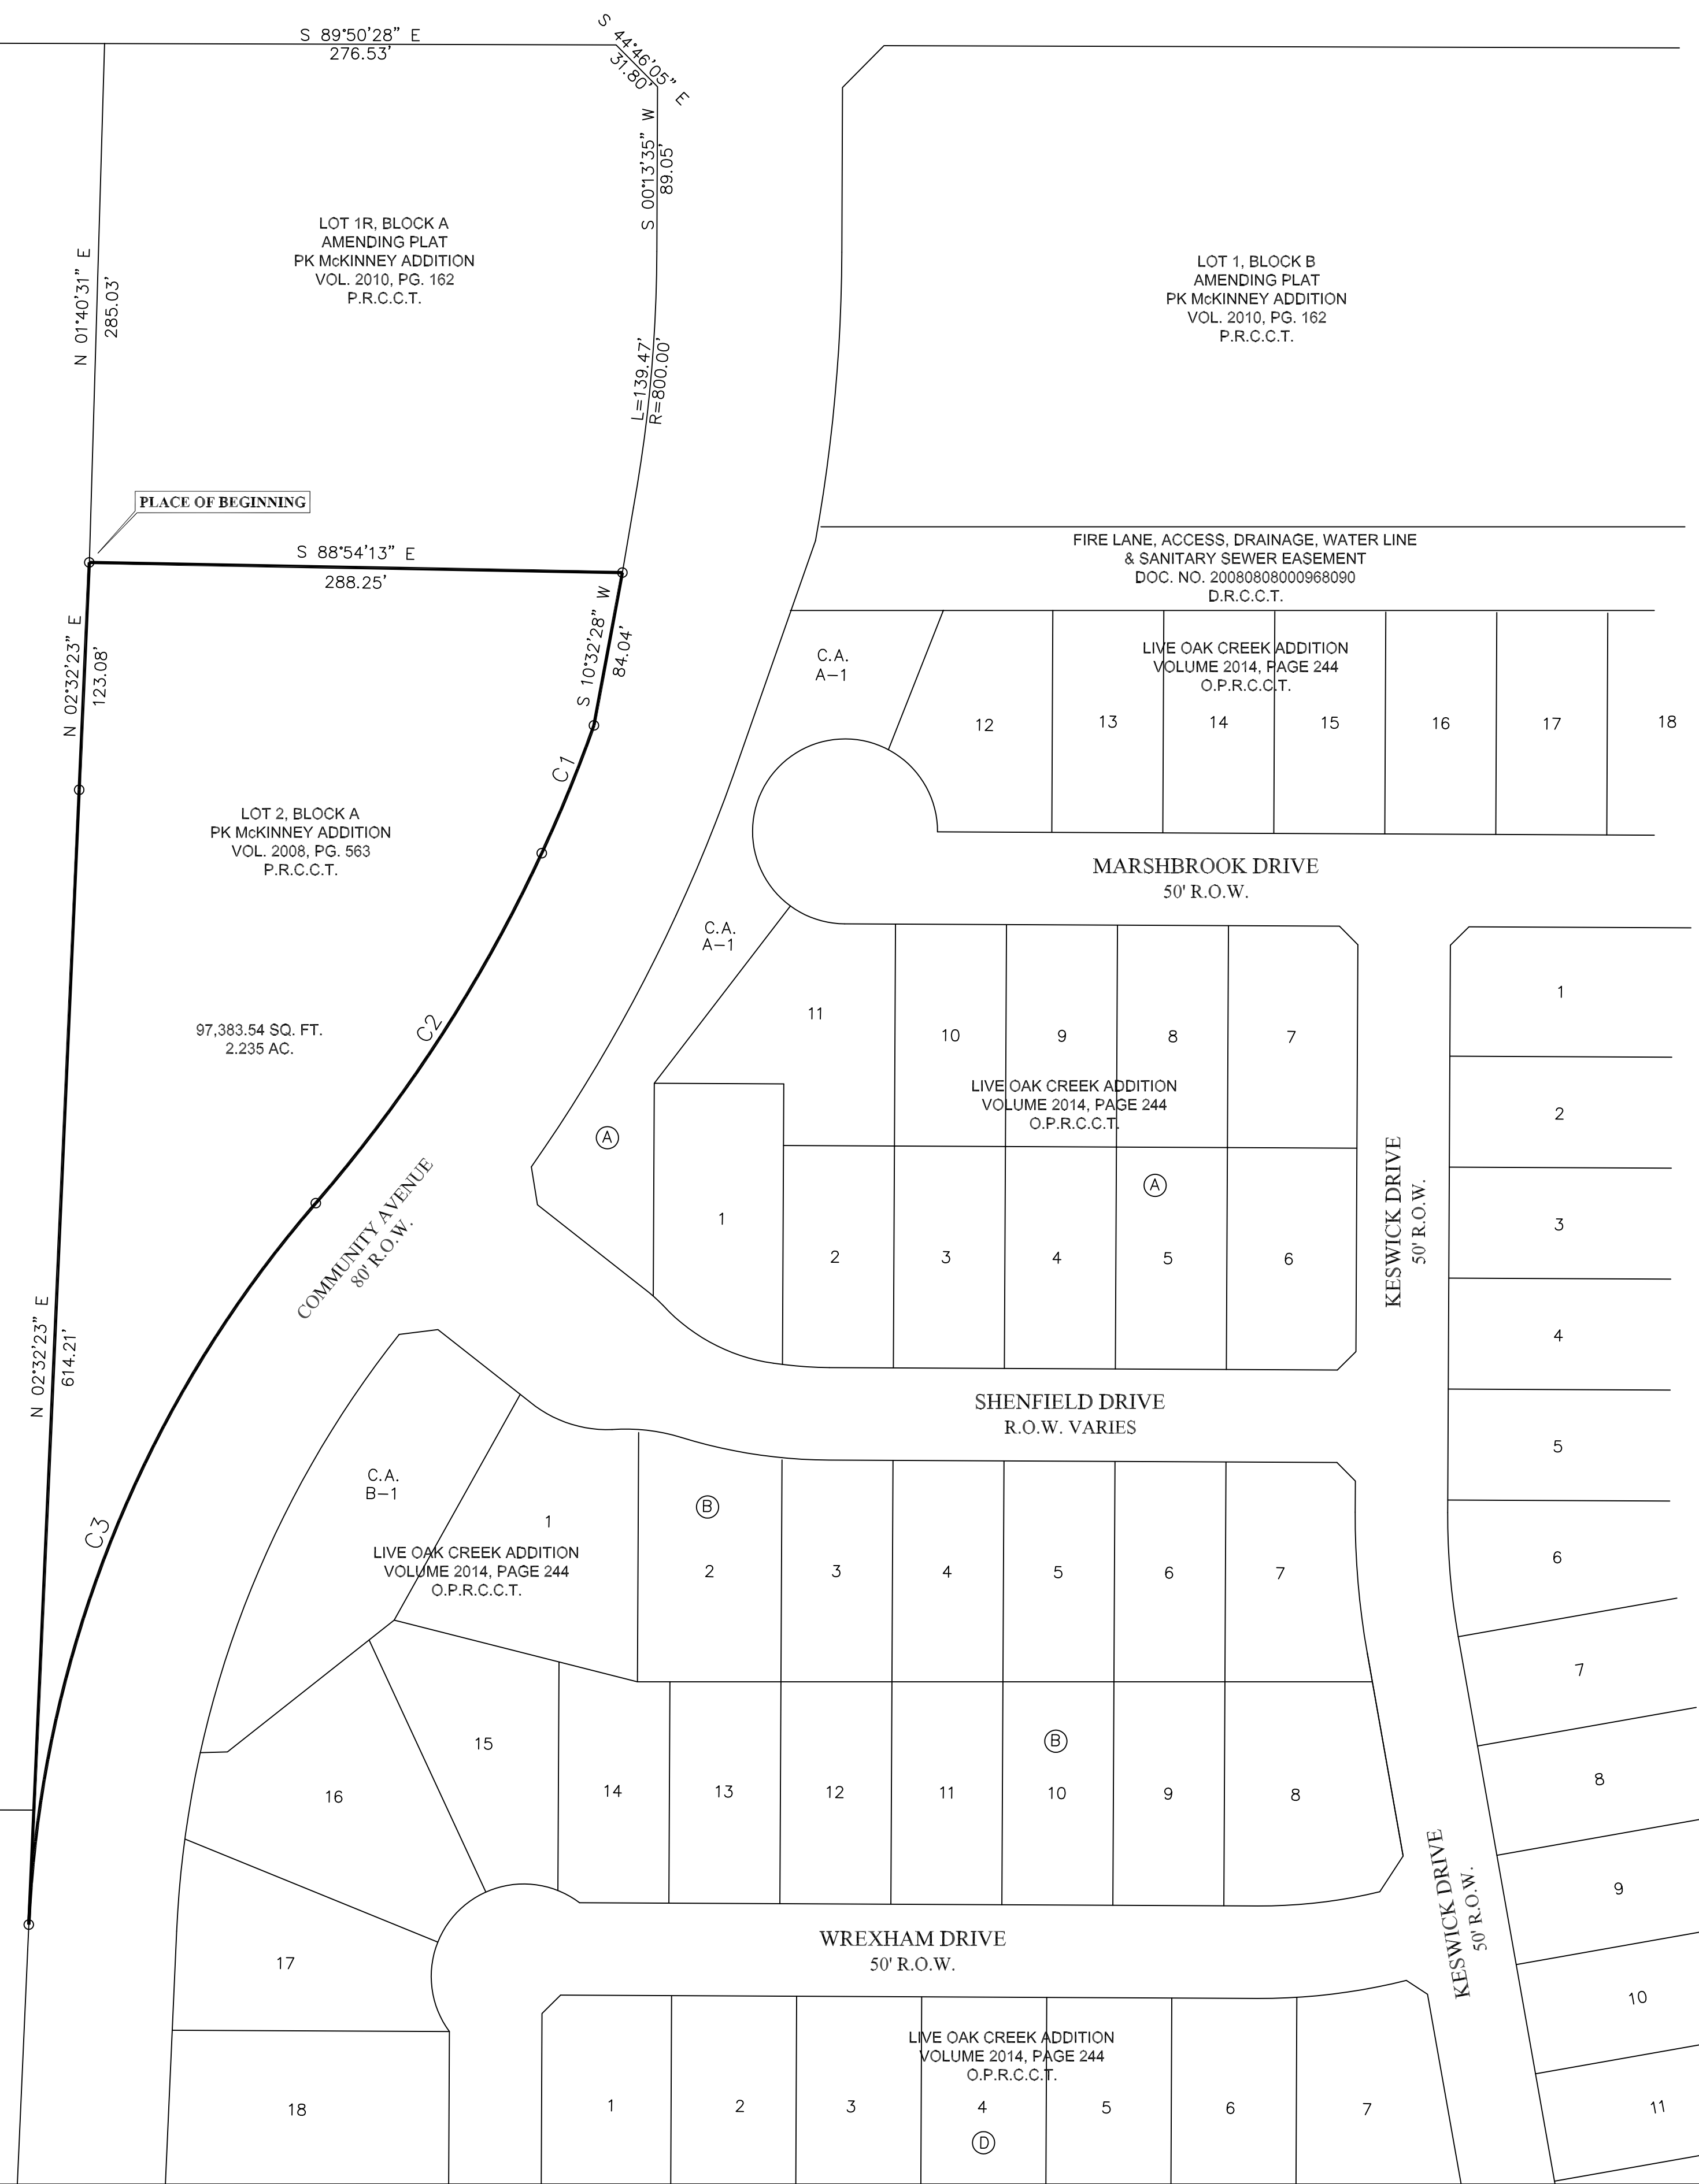 S 89°50'28" E
276.53'
S 44°46'05" E
31.80'
S 00°13'35" W
89.05'
LOT 1R, BLOCK A
AMENDING PLAT
PK McKINNEY ADDITION
VOL. 2010, PG. 162
P.R.C.C.T.
N 01°40'31" E
285.03'
L=139.47'
R=800.00'
LOT 1, BLOCK B
AMENDING PLAT
PK McKINNEY ADDITION
VOL. 2010, PG. 162
P.R.C.C.T.
PLACE OF BEGINNING
S 88°54'13" E
288.25'
FIRE LANE, ACCESS, DRAINAGE, WATER LINE
& SANITARY SEWER EASEMENT
DOC. NO. 20080808000968090
D.R.C.C.T.
N 02°32'23" E
123.08'
S 10°32'28" W
84.04'
C1
C.A.
A-1
LIVE OAK CREEK ADDITION
VOLUME 2014, PAGE 244
O.P.R.C.C.T.
12
13
14
15
16
17
18
LOT 2, BLOCK A
PK McKINNEY ADDITION
VOL. 2008, PG. 563
P.R.C.C.T.
MARSHBROOK DRIVE
50' R.O.W.
C.A.
A-1
97,383.54 SQ. FT.
2.235 AC.
C2
11
10
9
8
7
LIVE OAK CREEK ADDITION
VOLUME 2014, PAGE 244
O.P.R.C.C.T.
A
A
1
2
3
4
5
6
KESWICK DRIVE
50' R.O.W.
1
2
3
4
5
6
7
8
9
10
11
COMMUNITY AVENUE
80' R.O.W.
N 02°32'23" E
614.21'
C3
SHENFIELD DRIVE
R.O.W. VARIES
C.A.
B-1
B
1
2
3
4
5
6
7
LIVE OAK CREEK ADDITION
VOLUME 2014, PAGE 244
O.P.R.C.C.T.
B
16
15
14
13
12
11
10
9
8
17
18
WREXHAM DRIVE
50' R.O.W.
KESWICK DRIVE
50' R.O.W.
LIVE OAK CREEK ADDITION
VOLUME 2014, PAGE 244
O.P.R.C.C.T.
1
2
3
4
5
6
7
D